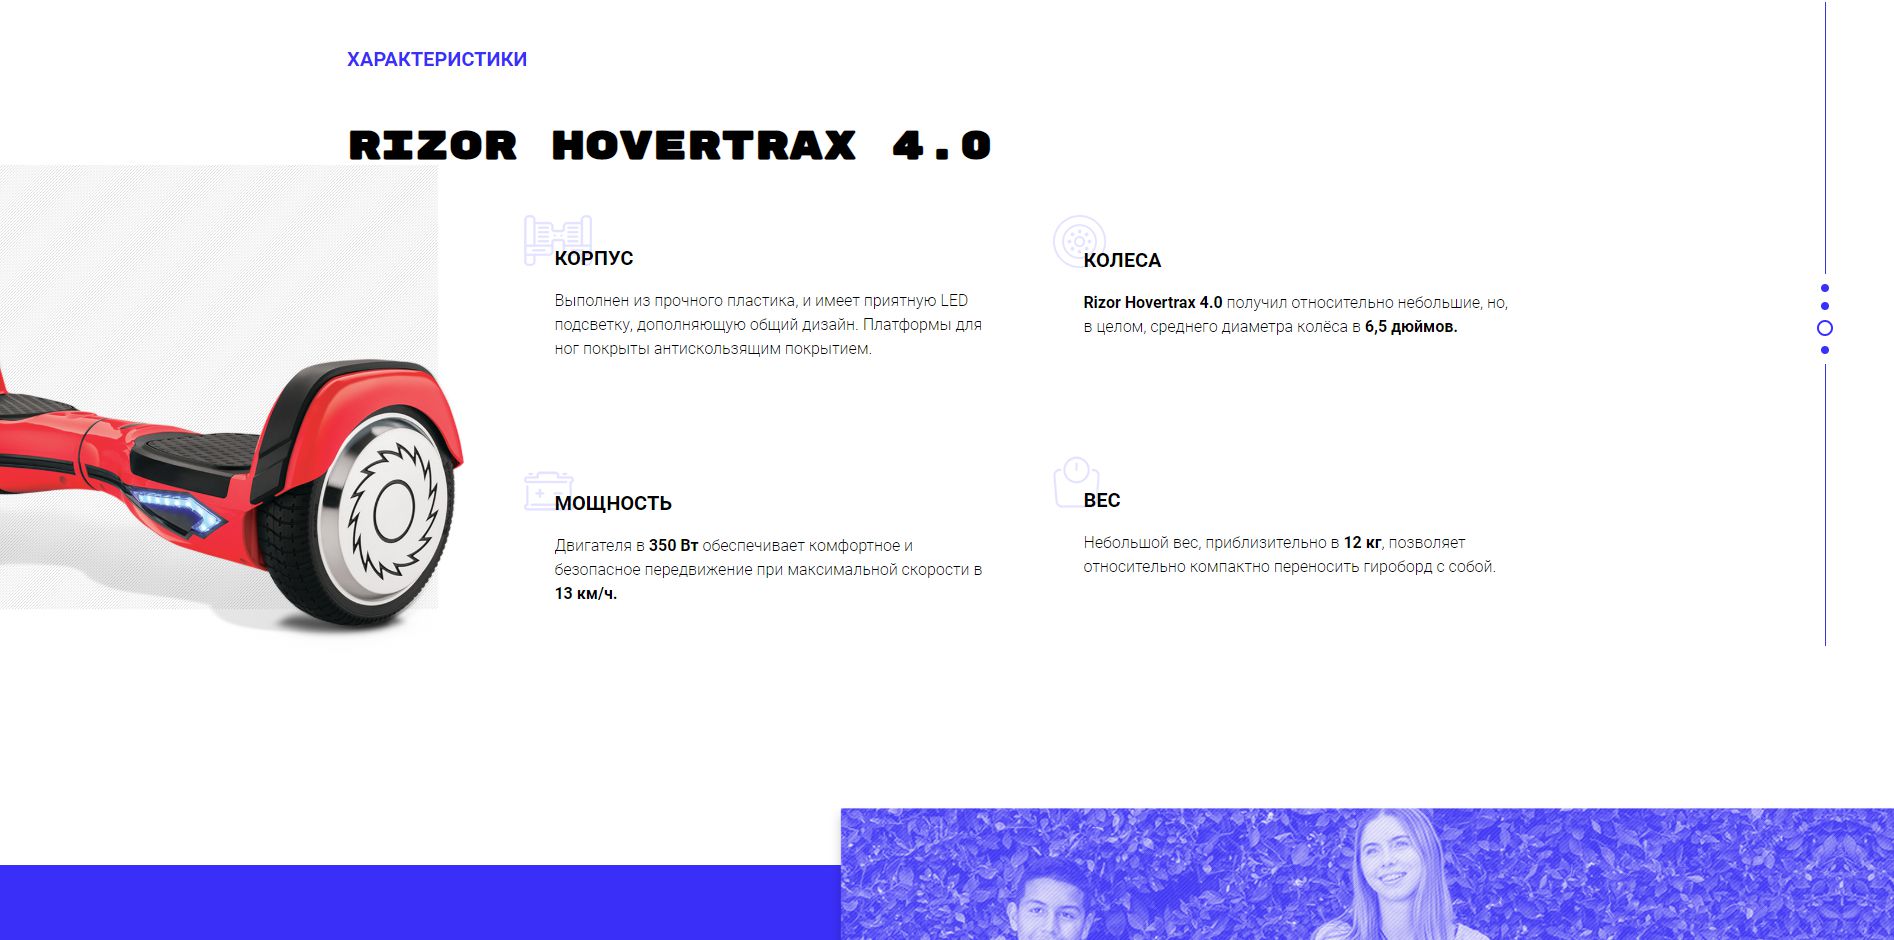 ХАРАКТЕРИСТИКИ
RIZOR HOVERTRAX 4.0
КОРПУС
Выполнен из прочного пластика, и имеет приятную LED
подсветку, дополняющую общий дизайн. Платформы для
ног покрыты антискользящим покрытием.
КОЛЕСА
Rizor Hovertrax 4.0 получил относительно небольшие, но,
в целом, среднего диаметра колёса в 6,5 дюймов.
МОЩНОСТЬ
Двигателя в 350 Вт обеспечивает комфортное и
безопасное передвижение при максимальной скорости в
13 км/ч.
ВЕС
Небольшой вес, приблизительно в 12 кг, позволяет
относительно компактно переносить гироборд с собой.